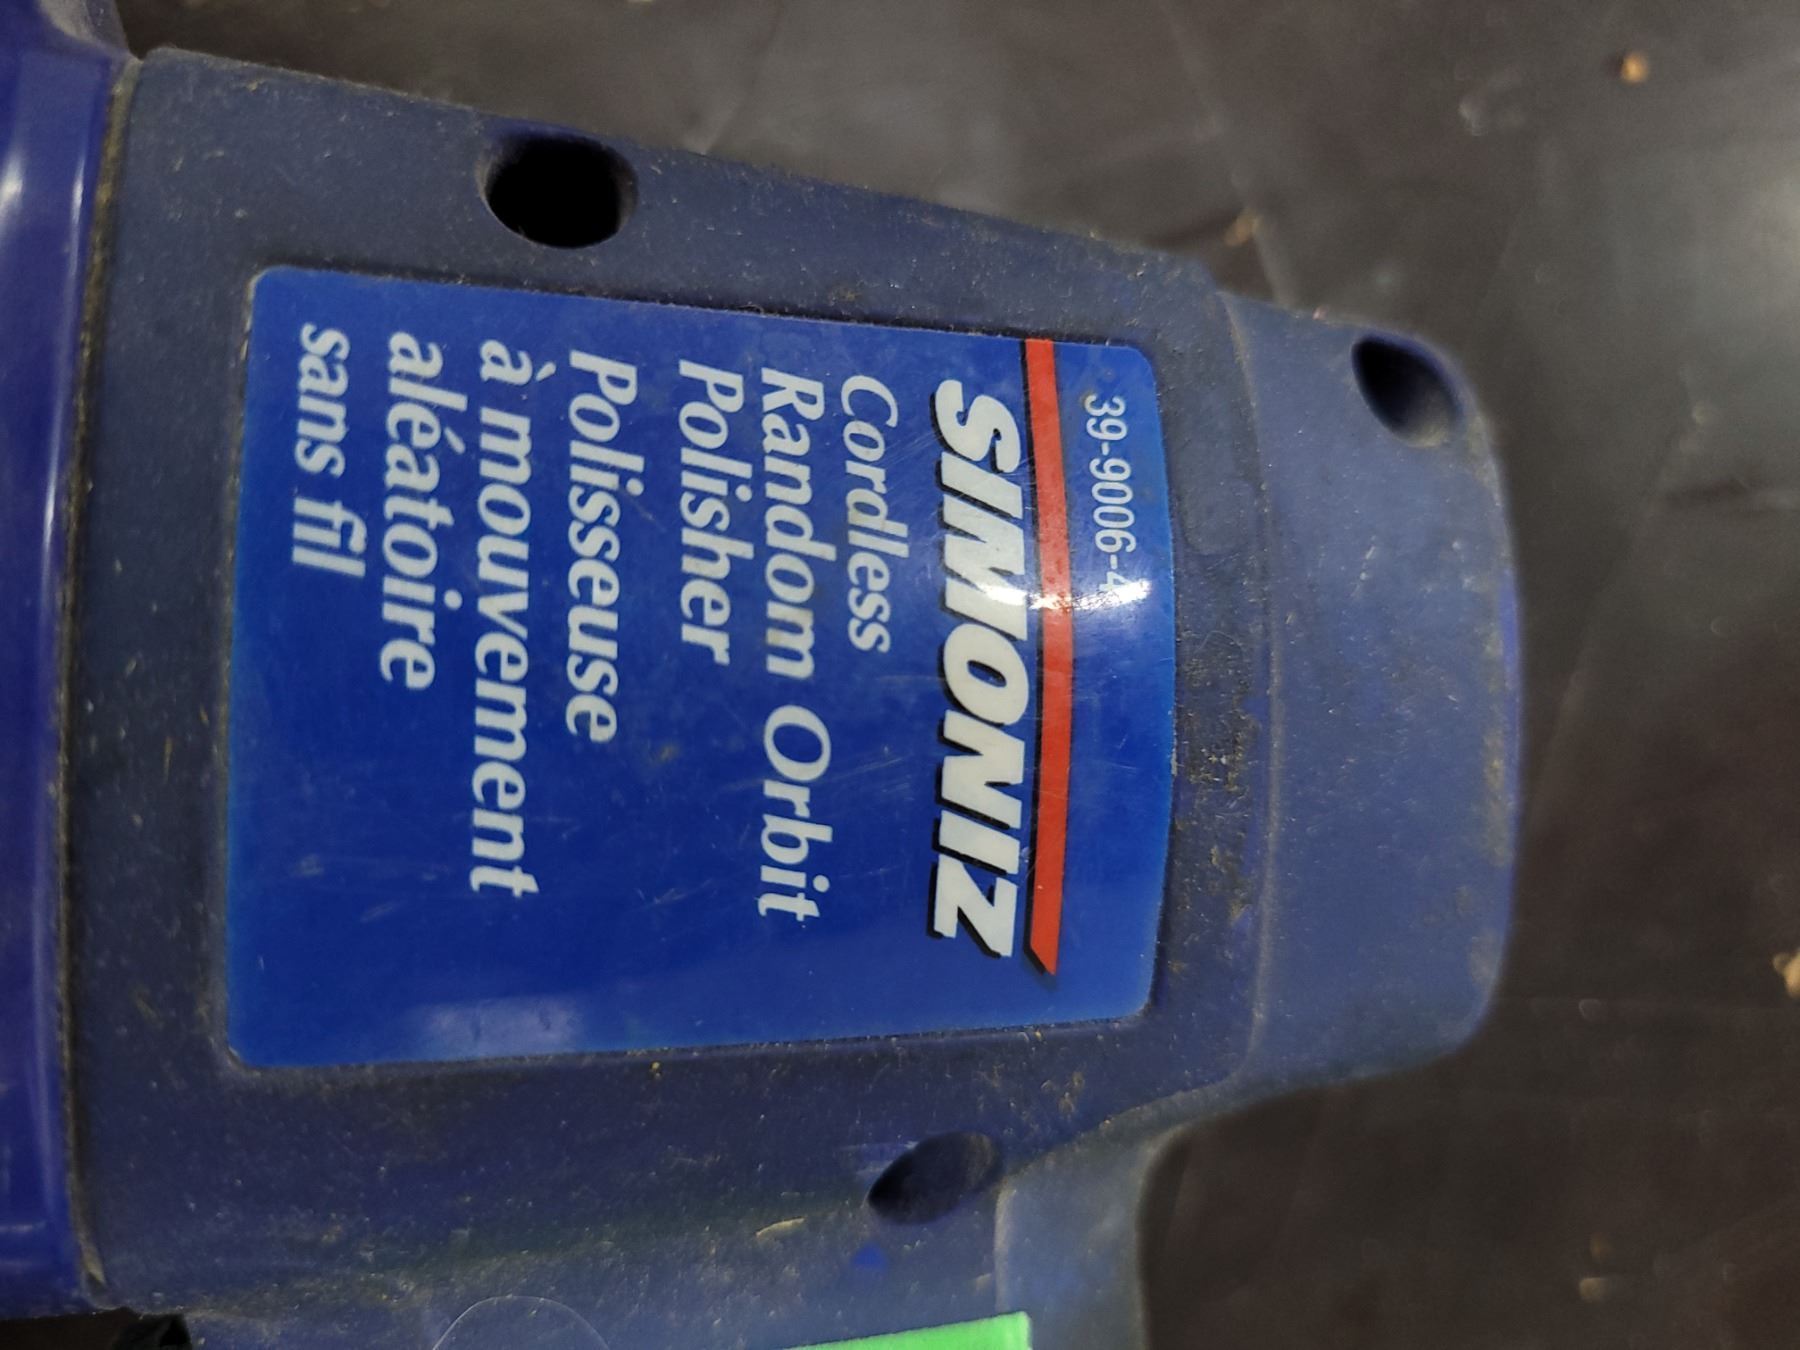 39-9006-4
SIMONIZ
Cordless
Random Orbit
Polisher
Polisseuse
à mouvement
aléatoire
sans fil